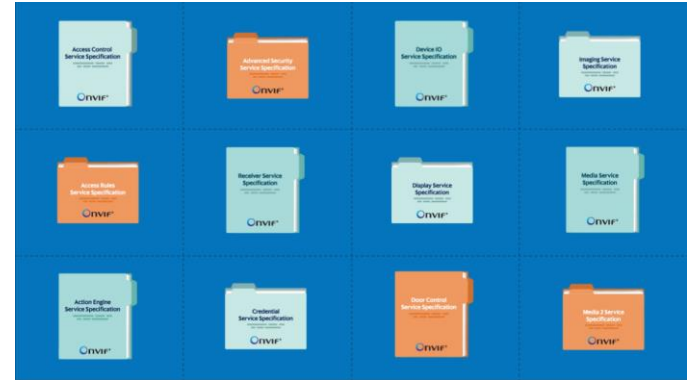 Access Control
Service Specification
Onvif®
Advanced Security
Service Specification
Onvif®
Device IO
Service Specification
Onvif®
Imaging Service
Specification
Onvif®
Access Rules
Service Specification
Onvif®
Receiver Service
Specification
Onvif®
Display Service
Specification
Onvif®
Media Service
Specification
Onvif®
Action Engine
Service Specification
Onvif®
Credential
Service Specification
Onvif®
Door Control
Service Specification
Onvif®
Media 2 Service
Specification
Onvif®